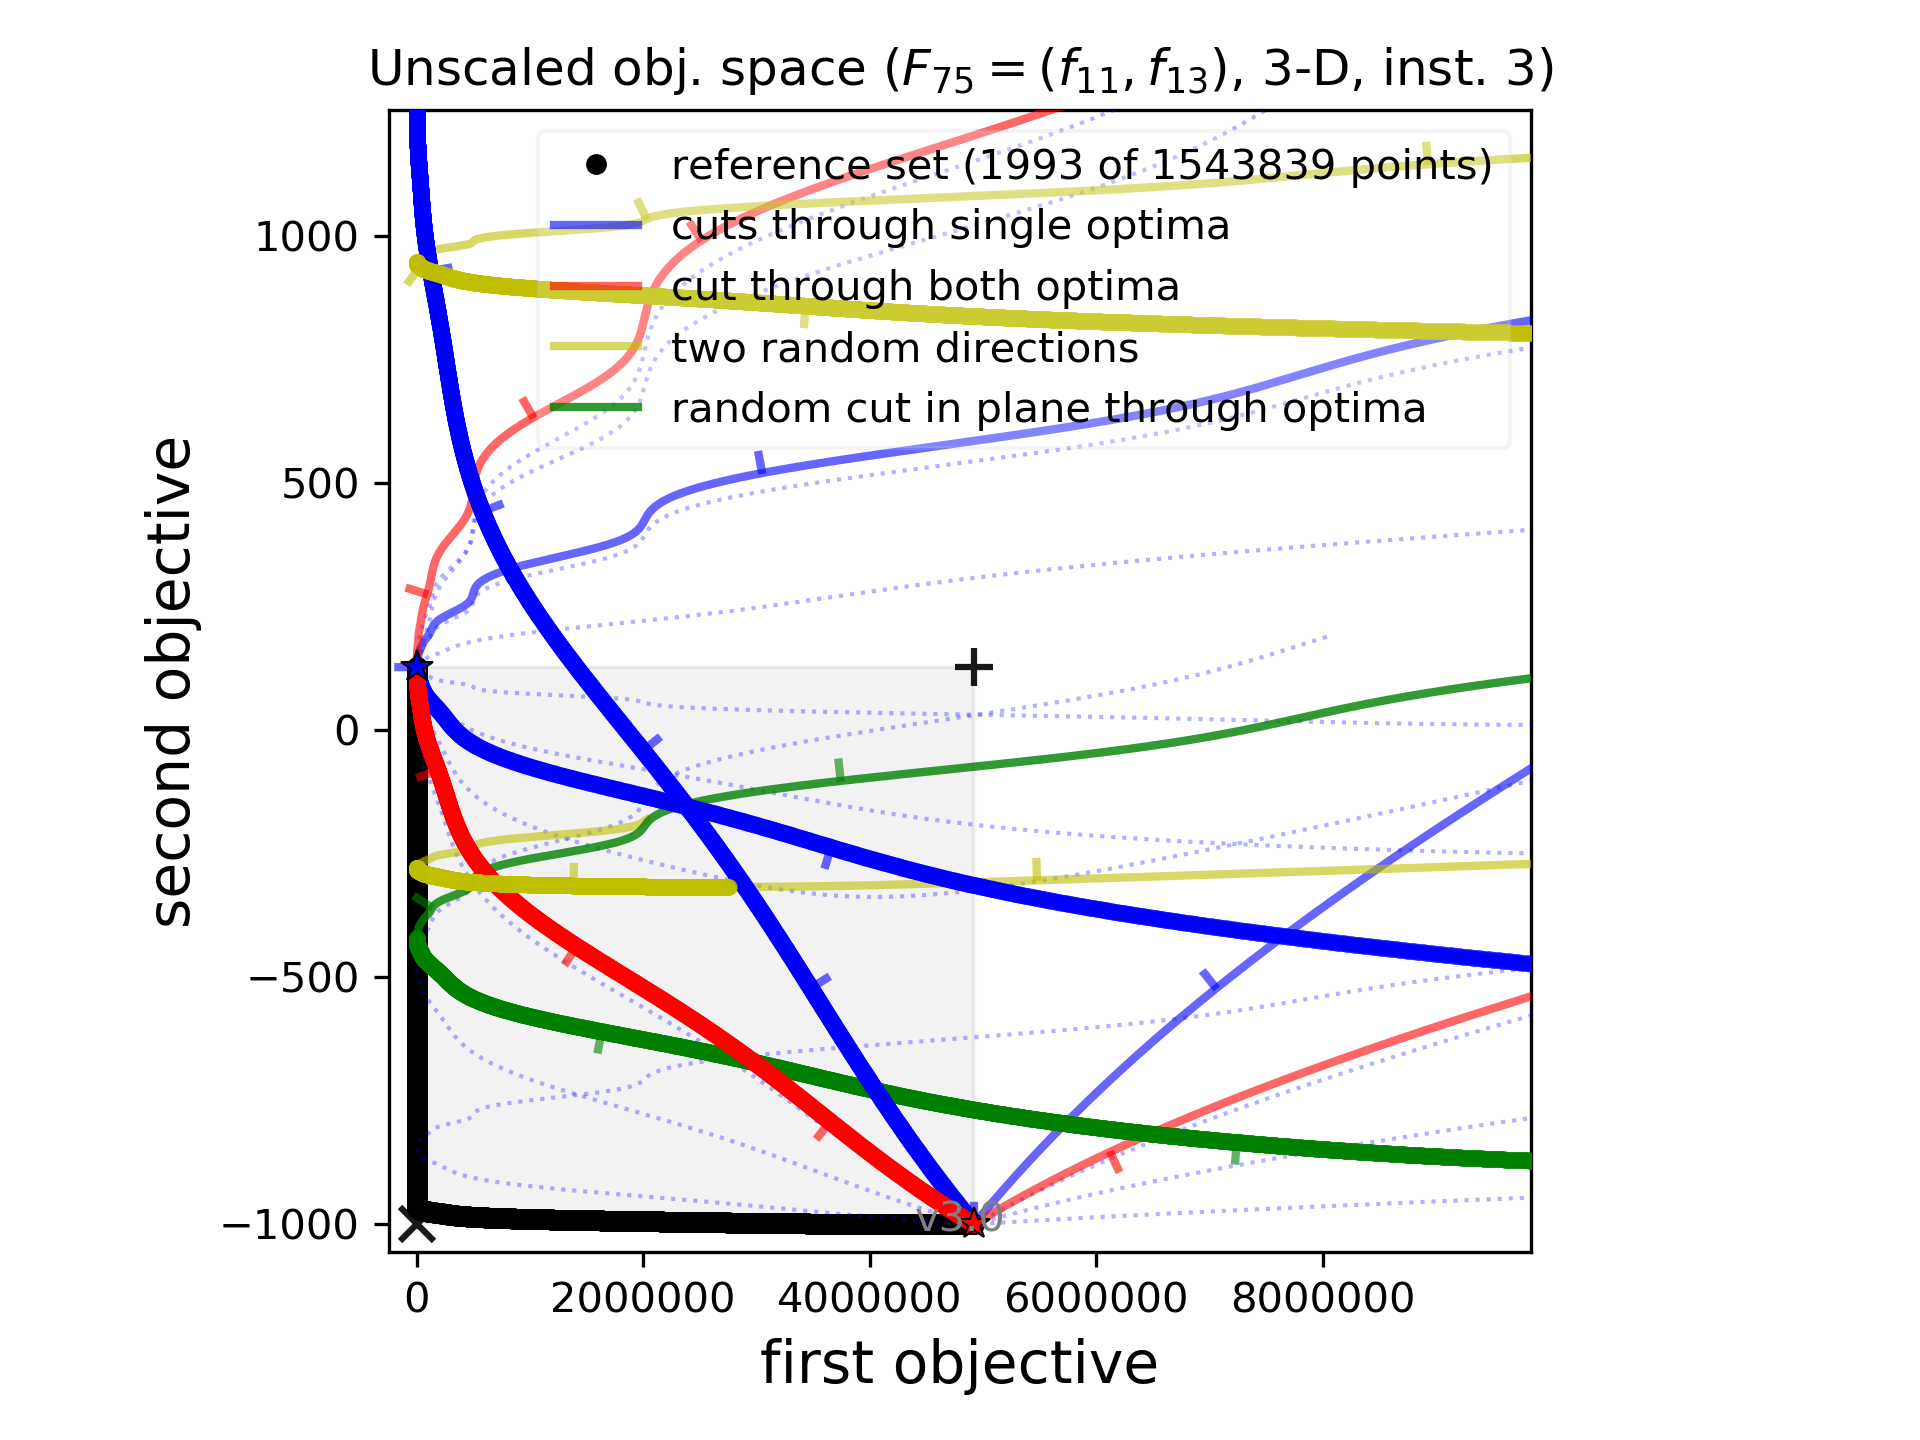 Unscaled obj. space (F₇₅ = (f₁₁, f₁₃), 3-D, inst. 3)
reference set (1993 of 1543839 points)
cuts through single optima
cut through both optima
two random directions
random cut in plane through optima
second objective
1000
500
0
−500
−1000
v3.0
0 2000000 4000000 6000000 8000000
first objective